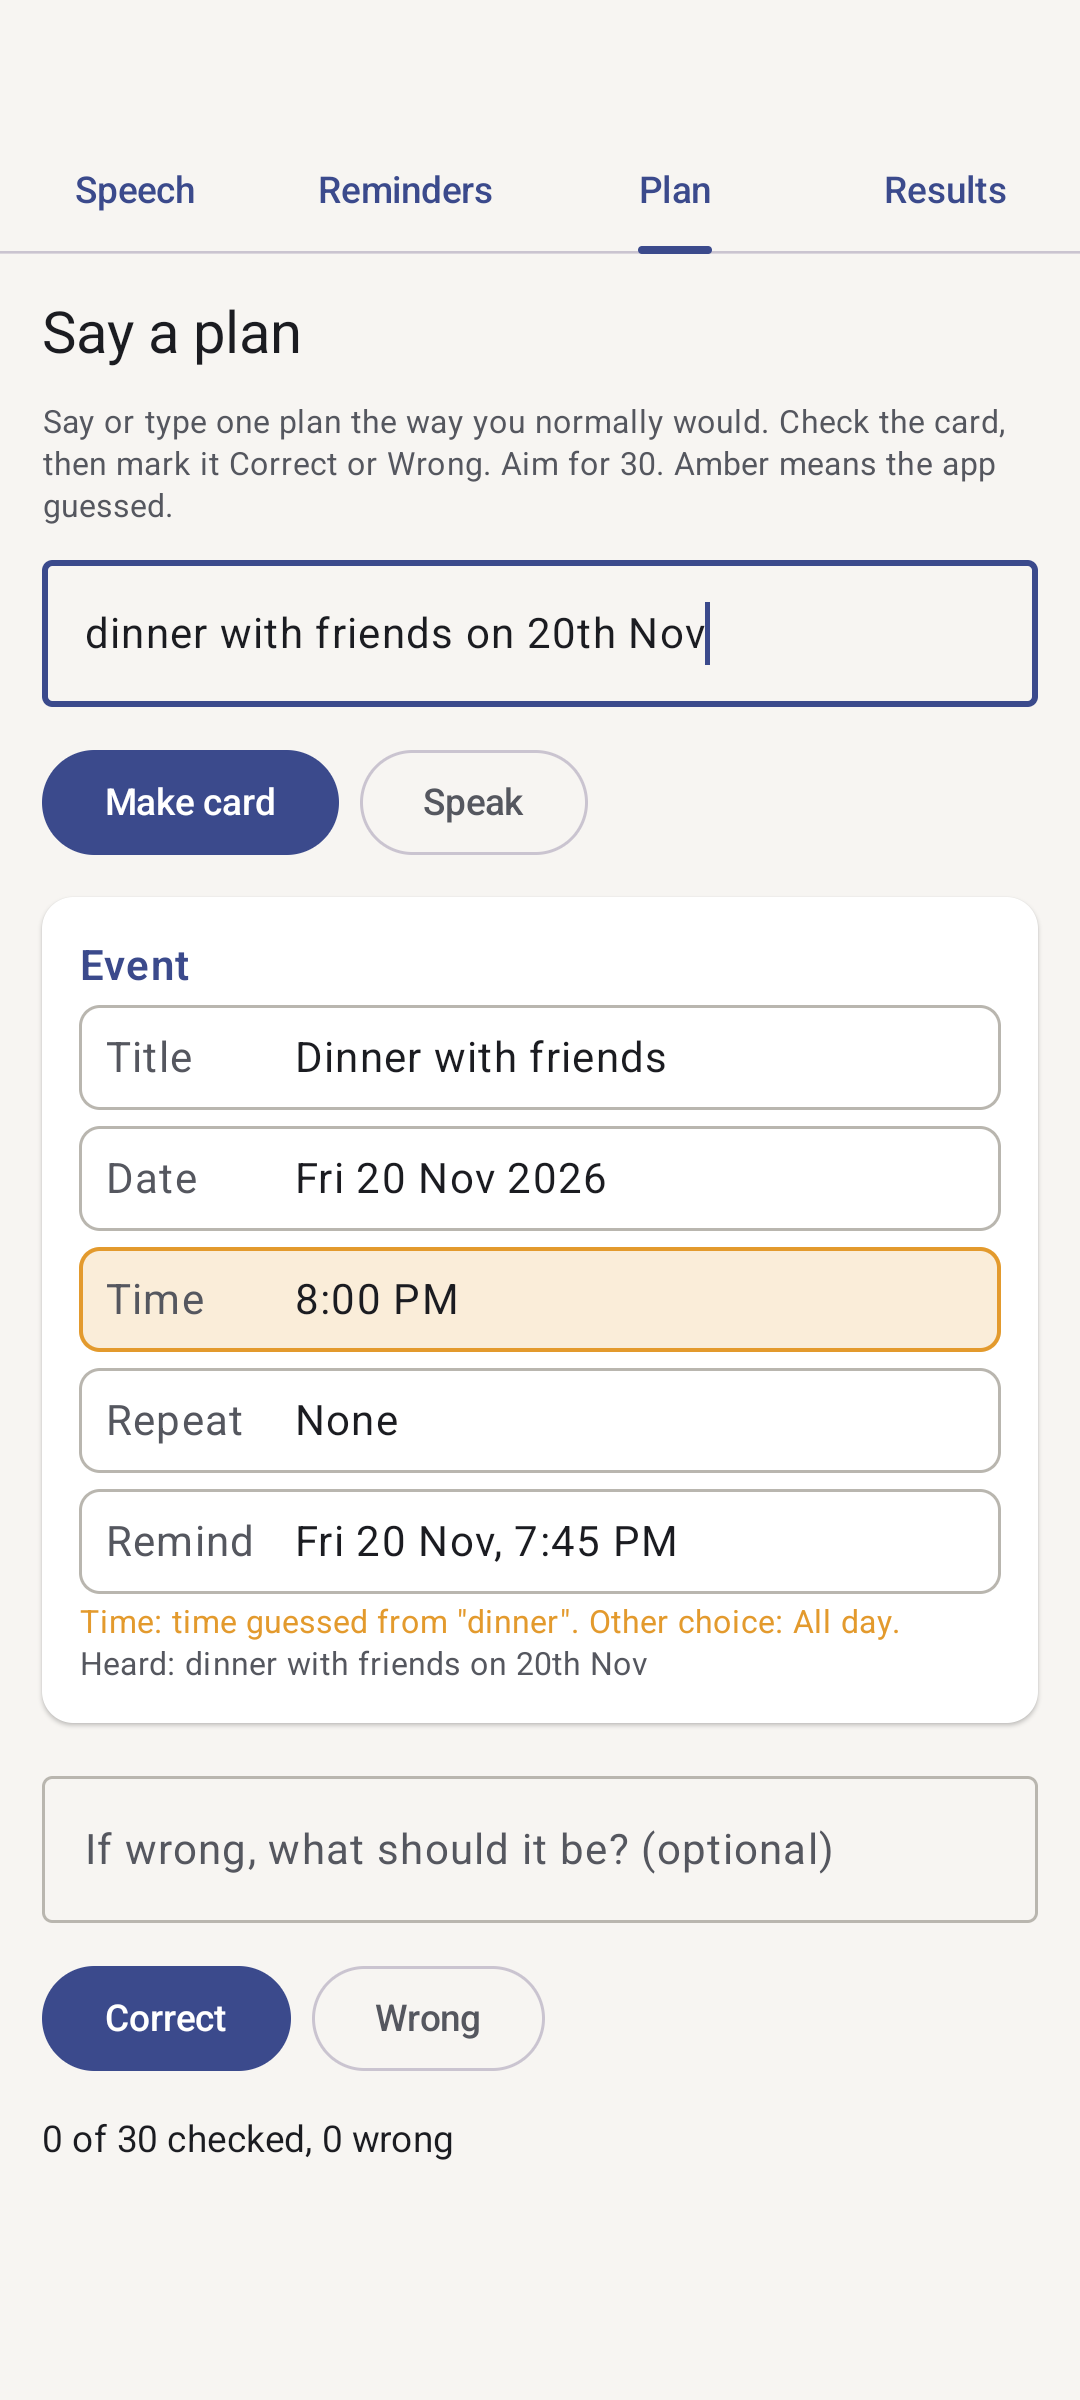 Speech Reminders Plan Results
Say a plan
Say or type one plan the way you normally would. Check the card,
then mark it Correct or Wrong. Aim for 30. Amber means the app
guessed.
dinner with friends on 20th Nov
Make card Speak
Event
Title Dinner with friends
Date Fri 20 Nov 2026
Time 8:00 PM
Repeat None
Remind Fri 20 Nov, 7:45 PM
Time: time guessed from "dinner". Other choice: All day.
Heard: dinner with friends on 20th Nov
If wrong, what should it be? (optional)
Correct Wrong
0 of 30 checked, 0 wrong